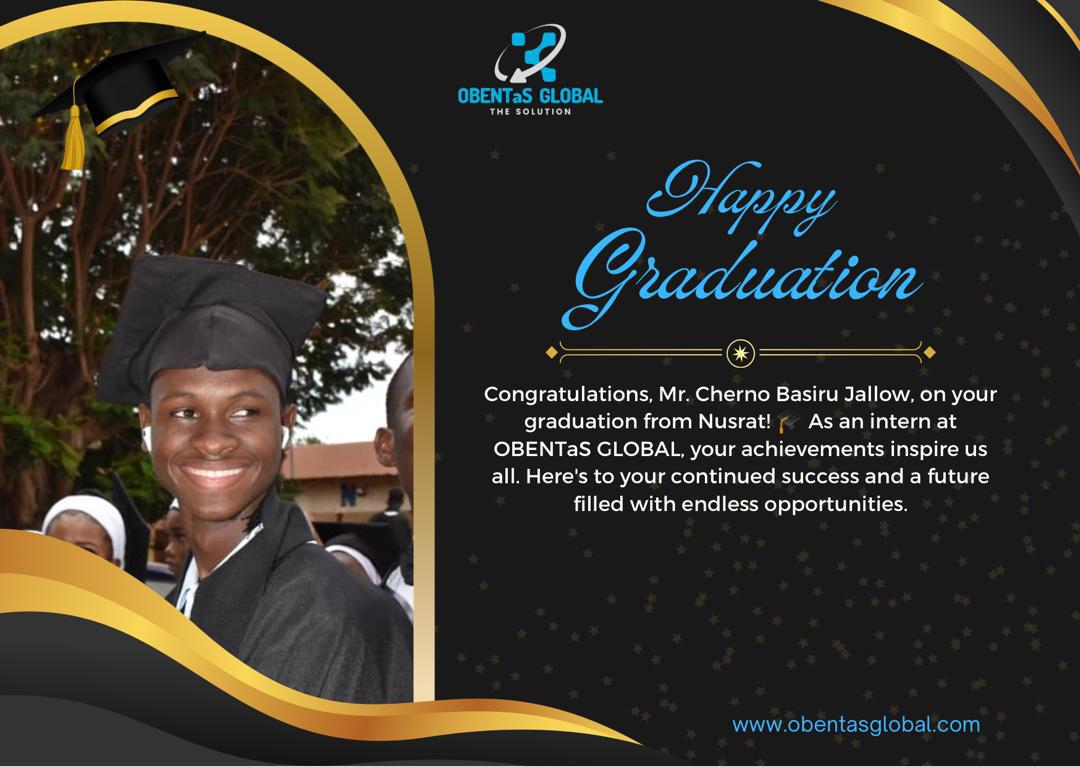 OBENTaS GLOBAL
THE SOLUTION
Happy
Graduation
Congratulations, Mr. Cherno Basiru Jallow, on your
graduation from Nusrat! 🎓 As an intern at
OBENTaS GLOBAL, your achievements inspire us
all. Here's to your continued success and a future
filled with endless opportunities.
N
www.obentasglobal.com